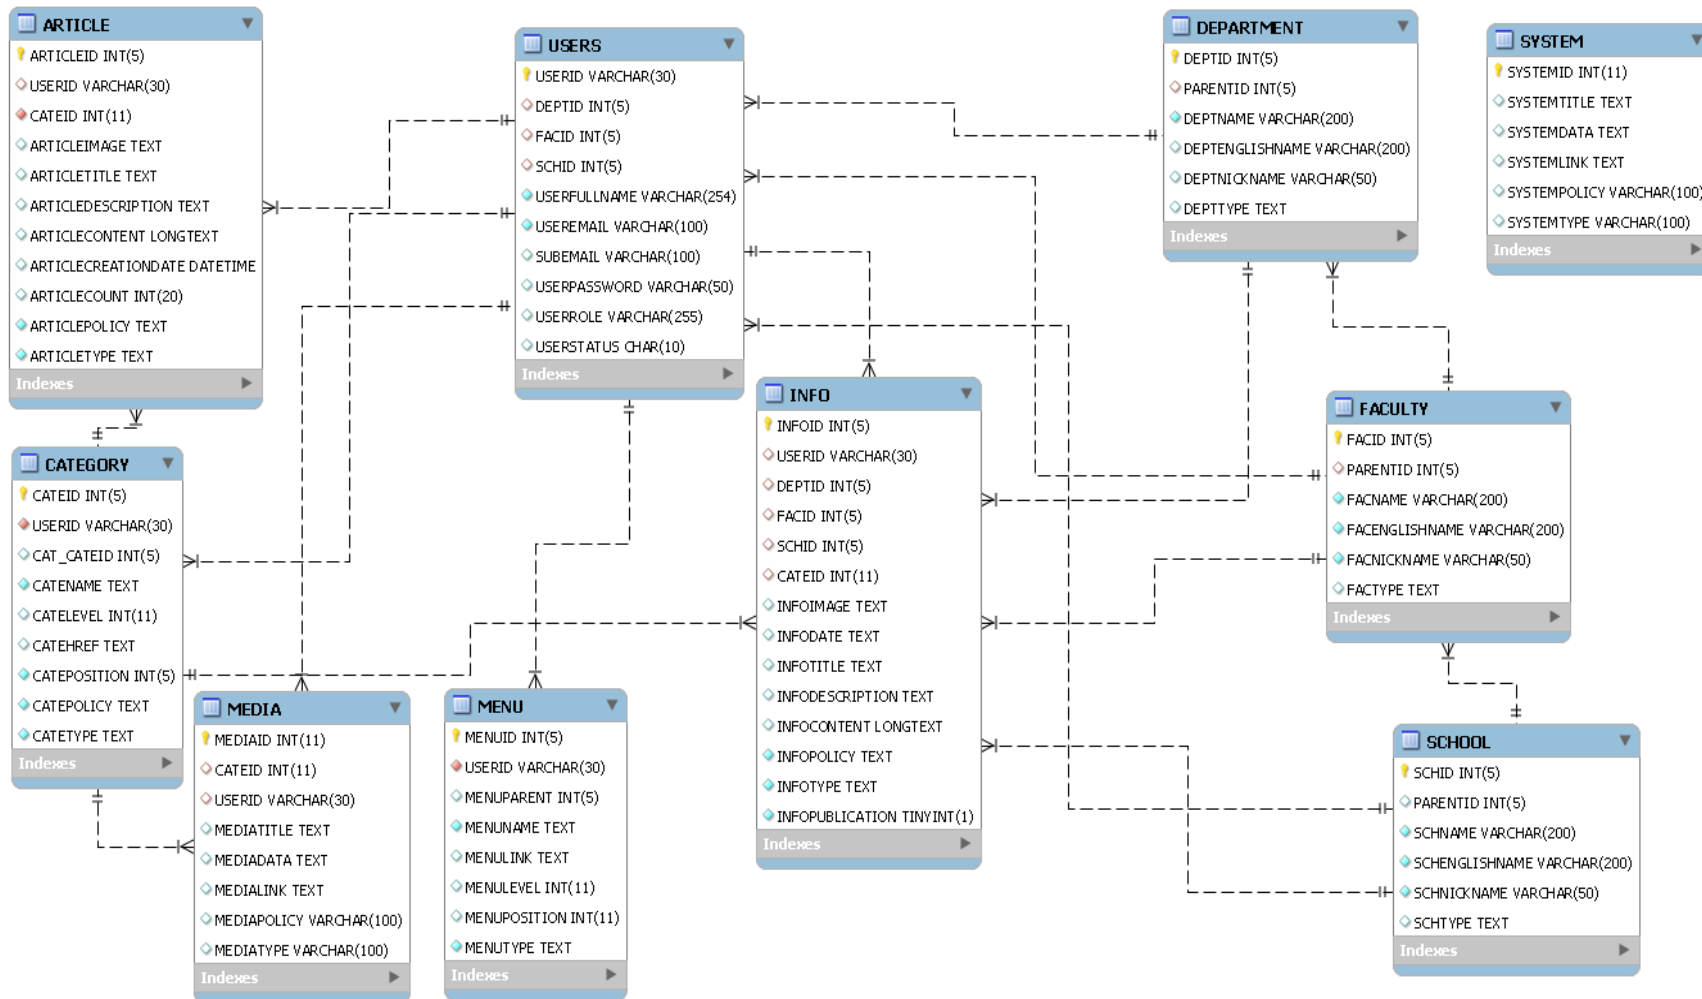 ARTICLE
ARTICLEID INT(5)
USERID VARCHAR(30)
CATEID INT(11)
ARTICLEIMAGE TEXT
ARTICLETITLE TEXT
ARTICLEDESCRIPTION TEXT
ARTICLECONTENT LONGTEXT
ARTICLECREATIONDATE DATETIME
ARTICLECOUNT INT(20)
ARTICLEPOLICY TEXT
ARTICLETYPE TEXT
Indexes
USERS
USERID VARCHAR(30)
DEPTID INT(5)
FACID INT(5)
SCHID INT(5)
USERFULLNAME VARCHAR(254)
USEREMAIL VARCHAR(100)
SUBEMAIL VARCHAR(100)
USERPASSWORD VARCHAR(50)
USERROLE VARCHAR(255)
USERSTATUS CHAR(10)
Indexes
DEPARTMENT
DEPTID INT(5)
PARENTID INT(5)
DEPTNAME VARCHAR(200)
DEPTENGLISHNAME VARCHAR(200)
DEPTNICKNAME VARCHAR(50)
DEPTTYPE TEXT
Indexes
SYSTEM
SYSTEMID INT(11)
SYSTEMTITLE TEXT
SYSTEMDATA TEXT
SYSTEMLINK TEXT
SYSTEMPOLICY VARCHAR(100)
SYSTEMTYPE VARCHAR(100)
Indexes
CATEGORY
CATEID INT(5)
USERID VARCHAR(30)
CAT_CATEID INT(5)
CATENAME TEXT
CATELEVEL INT(11)
CATEHREF TEXT
CATEPOSITION INT(5)
CATEPOLICY TEXT
CATETYPE TEXT
Indexes
INFO
INFOID INT(5)
USERID VARCHAR(30)
DEPTID INT(5)
FACID INT(5)
SCHID INT(5)
CATEID INT(11)
INFOIMAGE TEXT
INFODATE TEXT
INFOTITLE TEXT
INFODESCRIPTION TEXT
INFOCONTENT LONGTEXT
INFOPOLICY TEXT
INFOTYPE TEXT
INFOPUBLICATION TINYINT(1)
Indexes
FACULTY
FACID INT(5)
PARENTID INT(5)
FACNAME VARCHAR(200)
FACENGLISHNAME VARCHAR(200)
FACNICKNAME VARCHAR(50)
FACTYPE TEXT
Indexes
MEDIA
MEDIAID INT(11)
CATEID INT(11)
USERID VARCHAR(30)
MEDIATITLE TEXT
MEDIADATA TEXT
MEDIALINK TEXT
MEDIAPOLICY VARCHAR(100)
MEDIATYPE VARCHAR(100)
Indexes
MENU
MENUID INT(5)
USERID VARCHAR(30)
MENUPARENT INT(5)
MENUNAME TEXT
MENULINK TEXT
MENULEVEL INT(11)
MENUPOSITION INT(11)
MENUTYPE TEXT
Indexes
SCHOOL
SCHID INT(5)
PARENTID INT(5)
SCHNAME VARCHAR(200)
SCHENGLISHNAME VARCHAR(200)
SCHNICKNAME VARCHAR(50)
SCHTYPE TEXT
Indexes